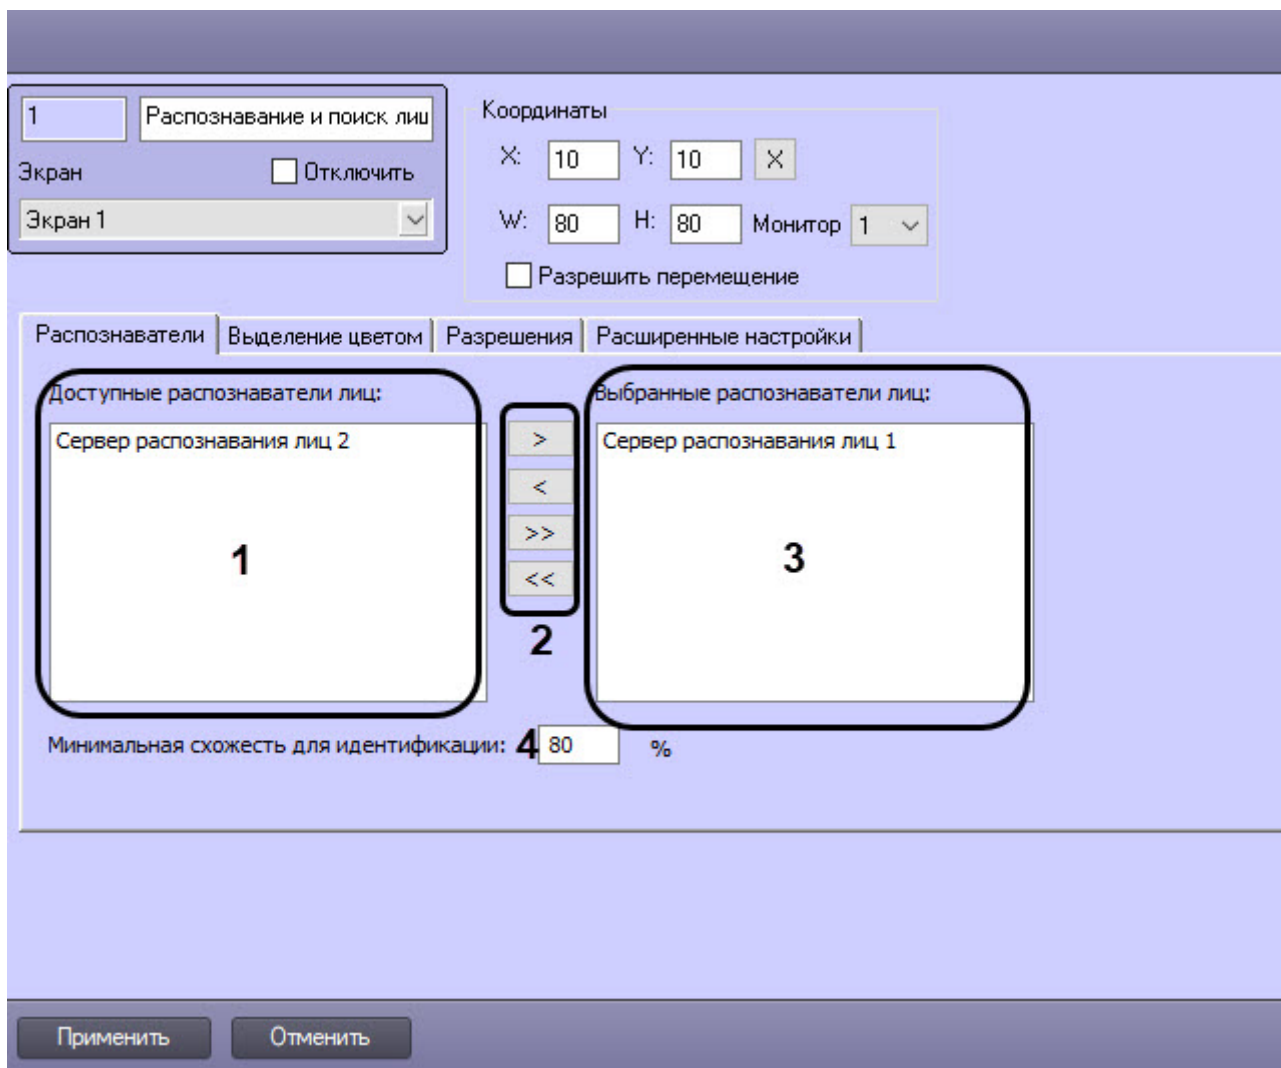 1
Распознавание и поиск лиц
Экран
Отключить
Экран 1
Координаты
X: 10 Y: 10 X
W: 80 H: 80 Монитор 1
Разрешить перемещение
Распознаватели Выделение цветом Разрешения Расширенные настройки
Доступные распознаватели лиц:
Сервер распознавания лиц 2
1
>
<
>>
<<
2
Выбранные распознаватели лиц:
Сервер распознавания лиц 1
3
Минимальная схожесть для идентификации: 4 80 %
Применить Отменить